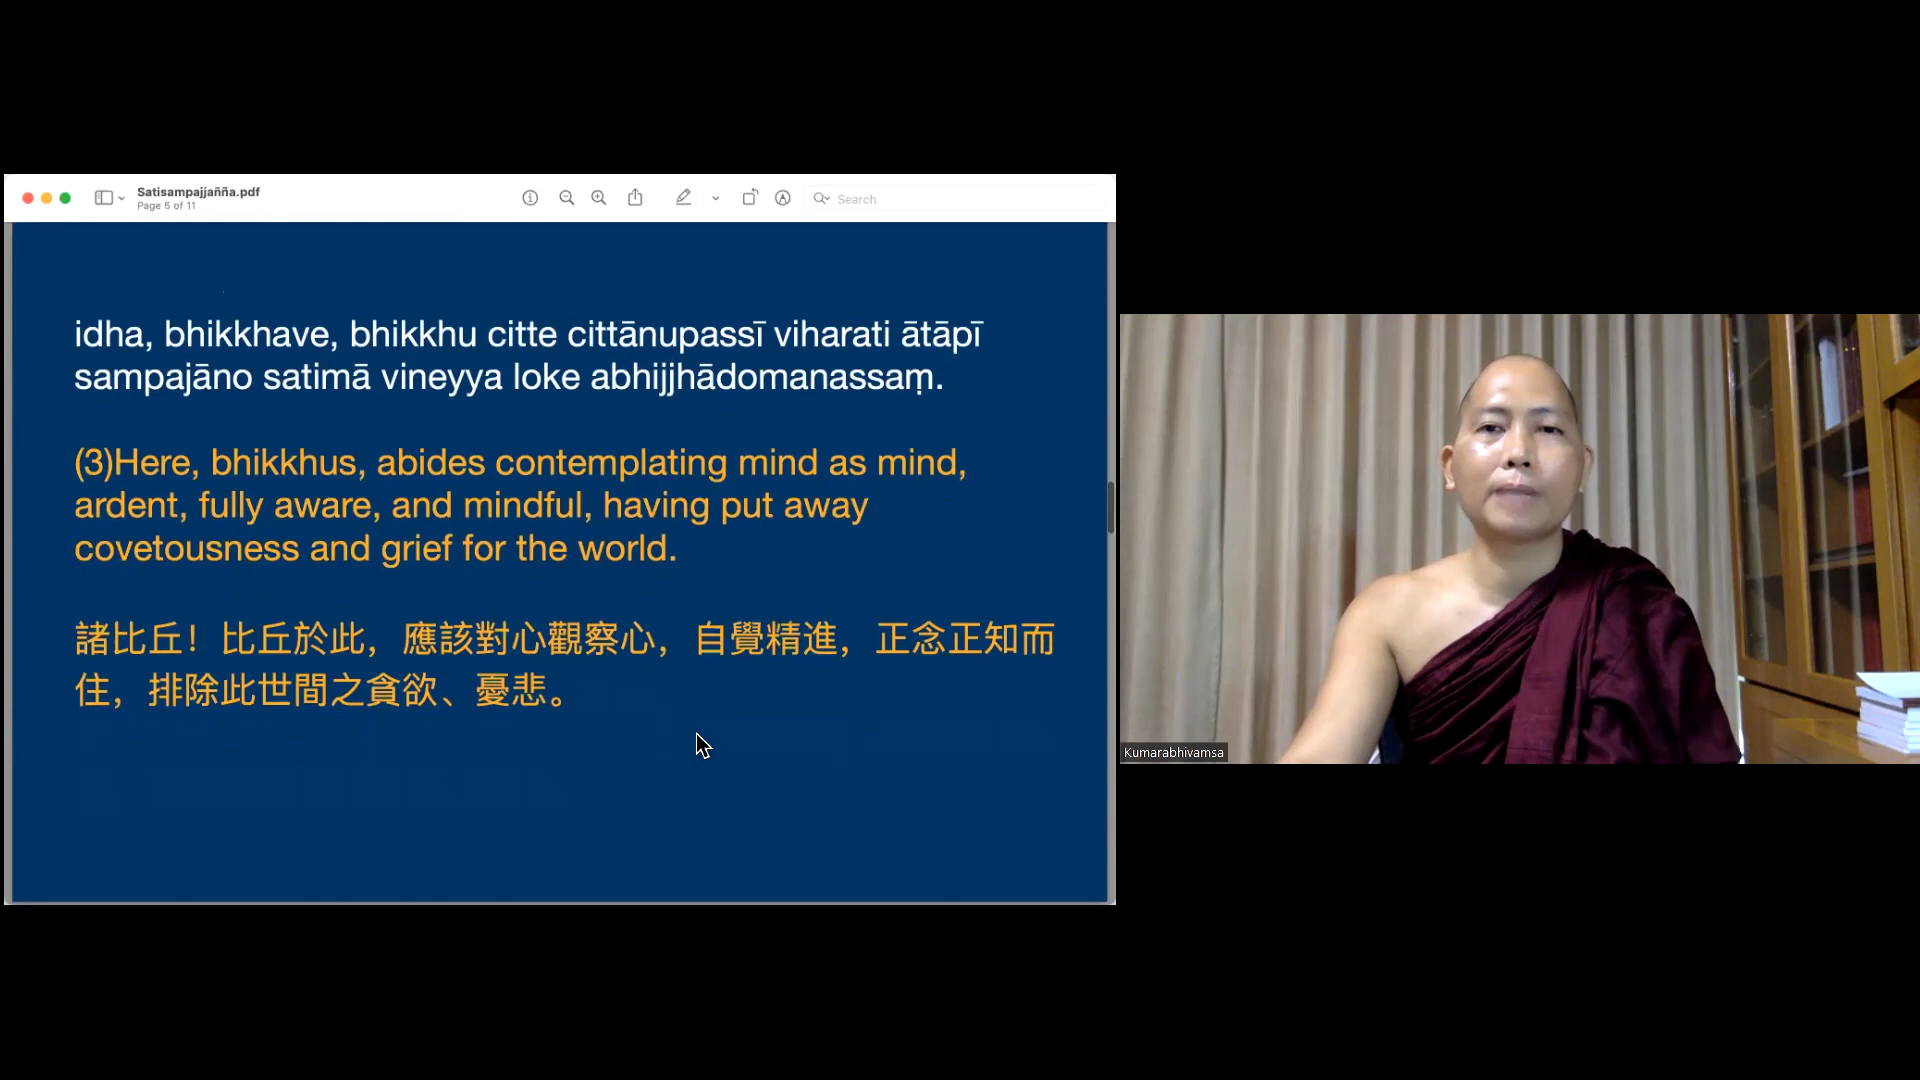 Satisampajjañña.pdf
Page 5 of 11
Search
idha, bhikkhave, bhikkhu citte cittānupassī viharati ātāpī
sampajāno satimā vineyya loke abhijjhādomanassaṃ.
(3)Here, bhikkhus, abides contemplating mind as mind,
ardent, fully aware, and mindful, having put away
covetousness and grief for the world.
諸比丘！比丘於此，應該對心觀察心，自覺精進，正念正知而
住，排除此世間之貪欲、憂悲。
Kumarabhivamsa